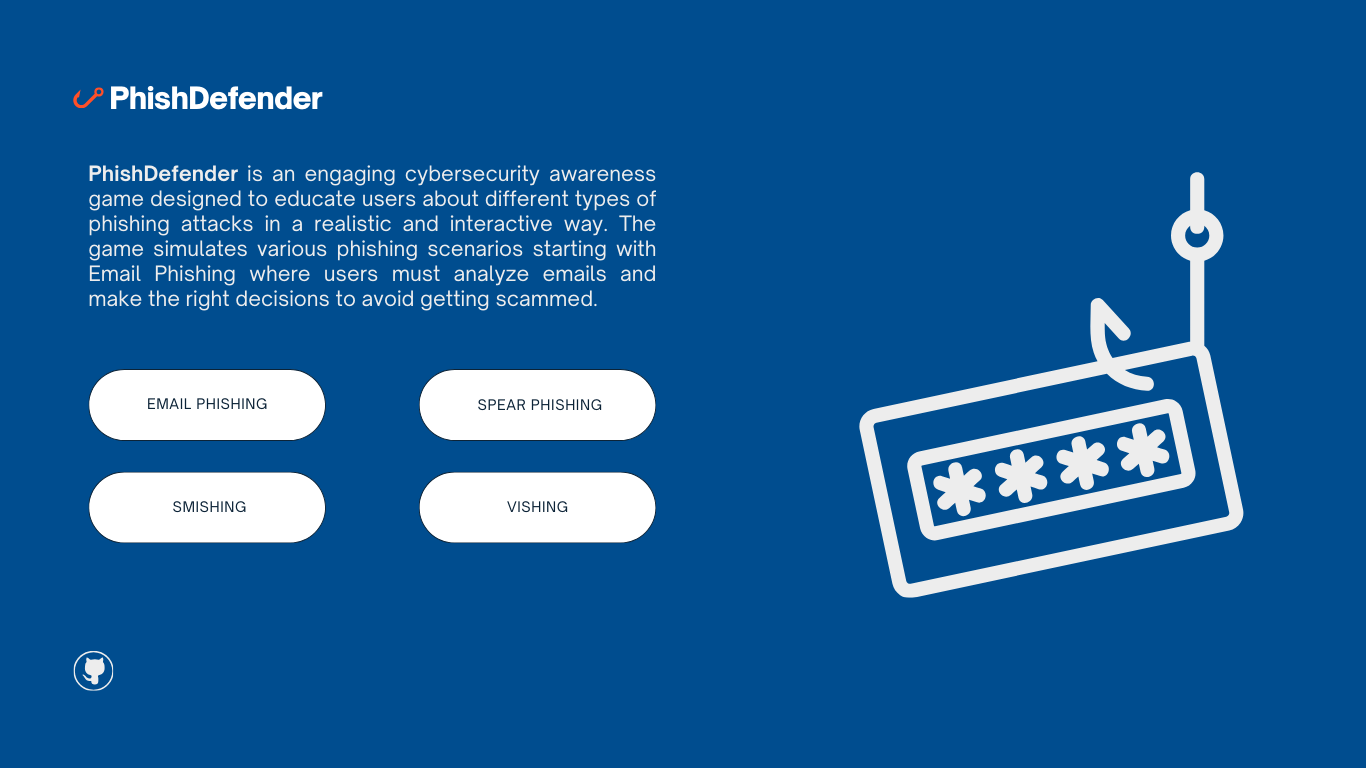 PhishDefender
PhishDefender is an engaging cybersecurity awareness
game designed to educate users about different types of
phishing attacks in a realistic and interactive way. The
game simulates various phishing scenarios starting with
Email Phishing where users must analyze emails and
make the right decisions to avoid getting scammed.
EMAIL PHISHING
SPEAR PHISHING
SMISHING
VISHING